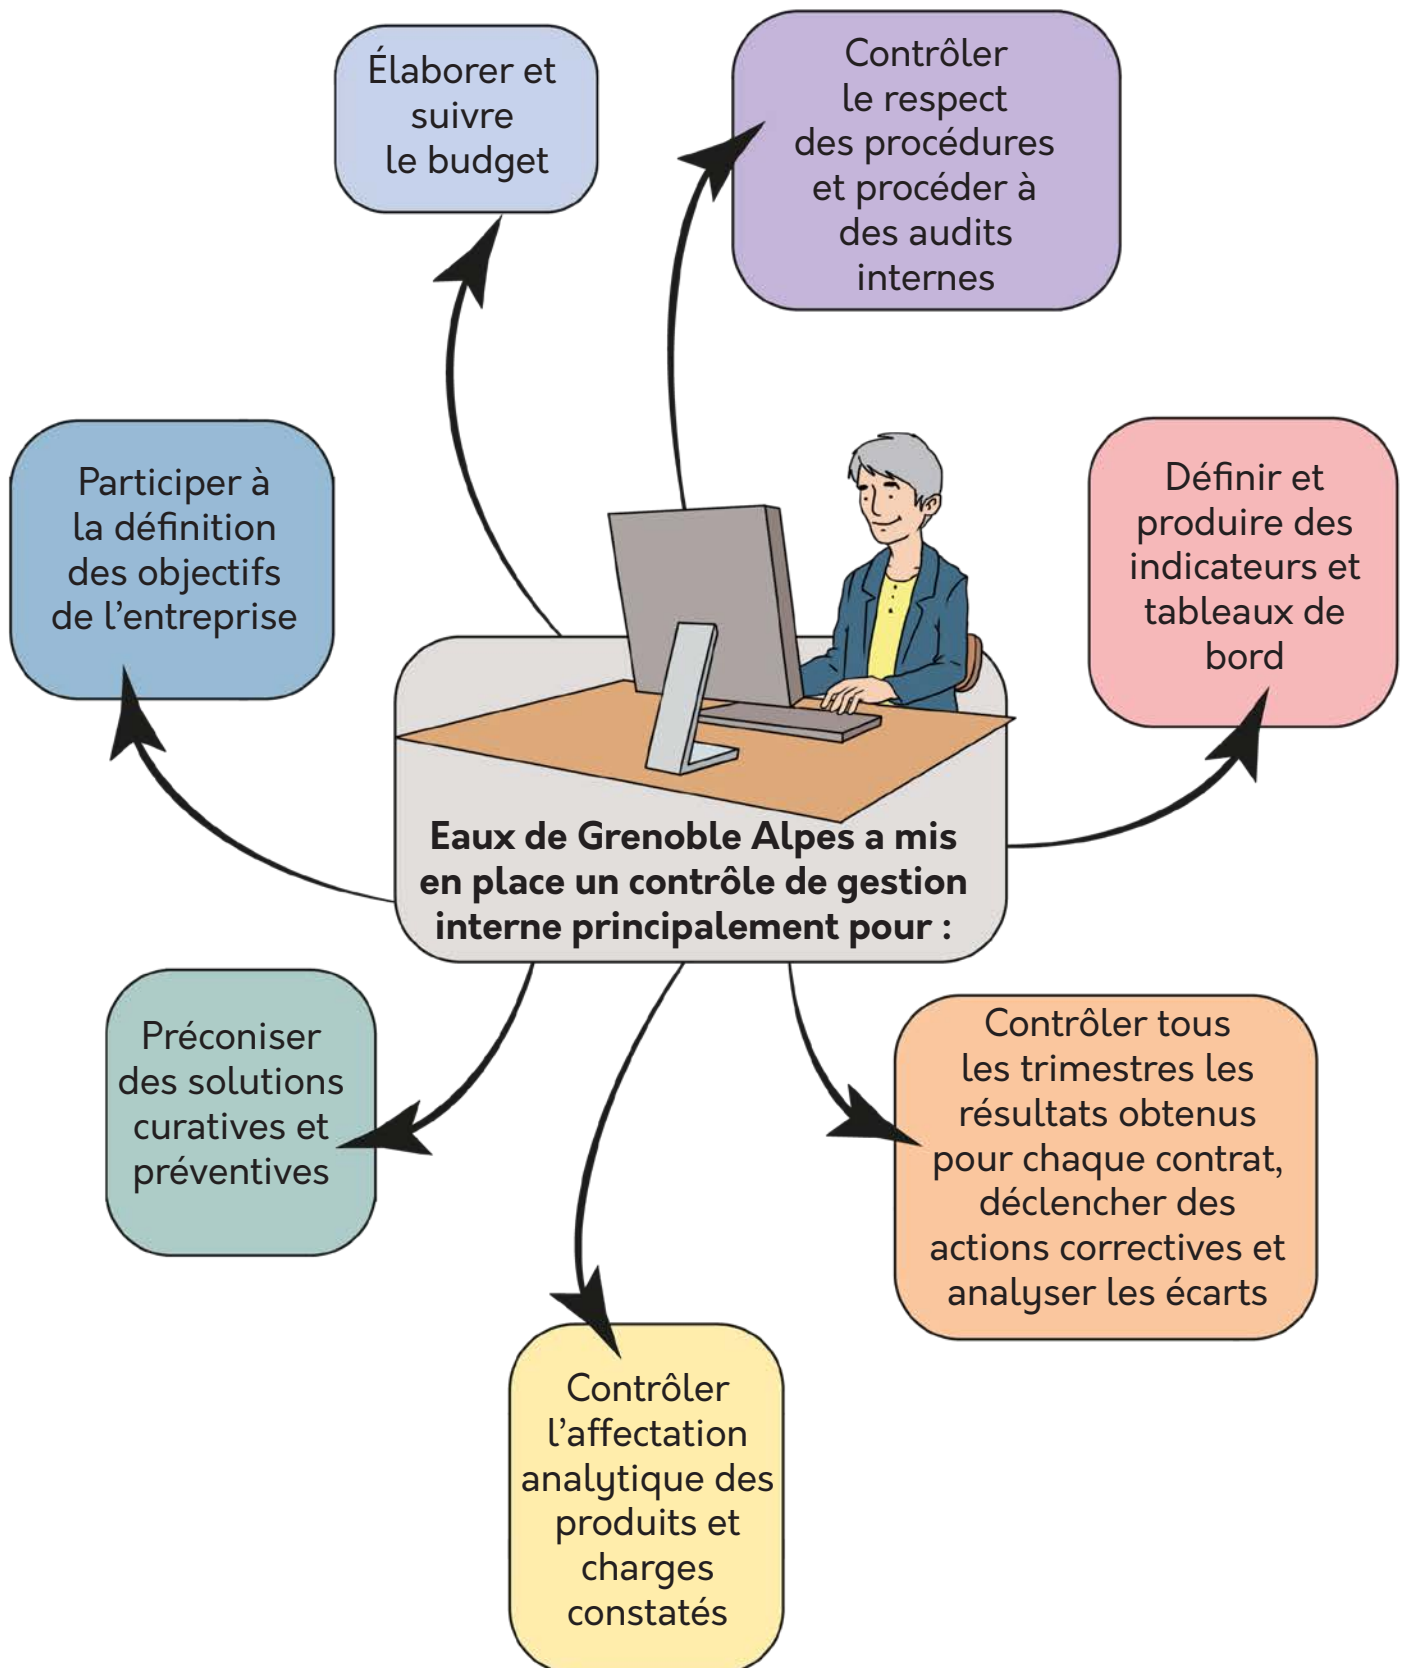 Élaborer et
suivre
le budget
Contrôler
le respect
des procédures
et procéder à
des audits
internes
Participer à
la définition
des objectifs
de l’entreprise
Définir et
produire des
indicateurs et
tableaux de
bord
Eaux de Grenoble Alpes a mis
en place un contrôle de gestion
interne principalement pour :
Préconiser
des solutions
curatives et
préventives
Contrôler tous
les trimestres les
résultats obtenus
pour chaque contrat,
déclencher des
actions correctives et
analyser les écarts
Contrôler
l’affectation
analytique des
produits et
charges
constatés